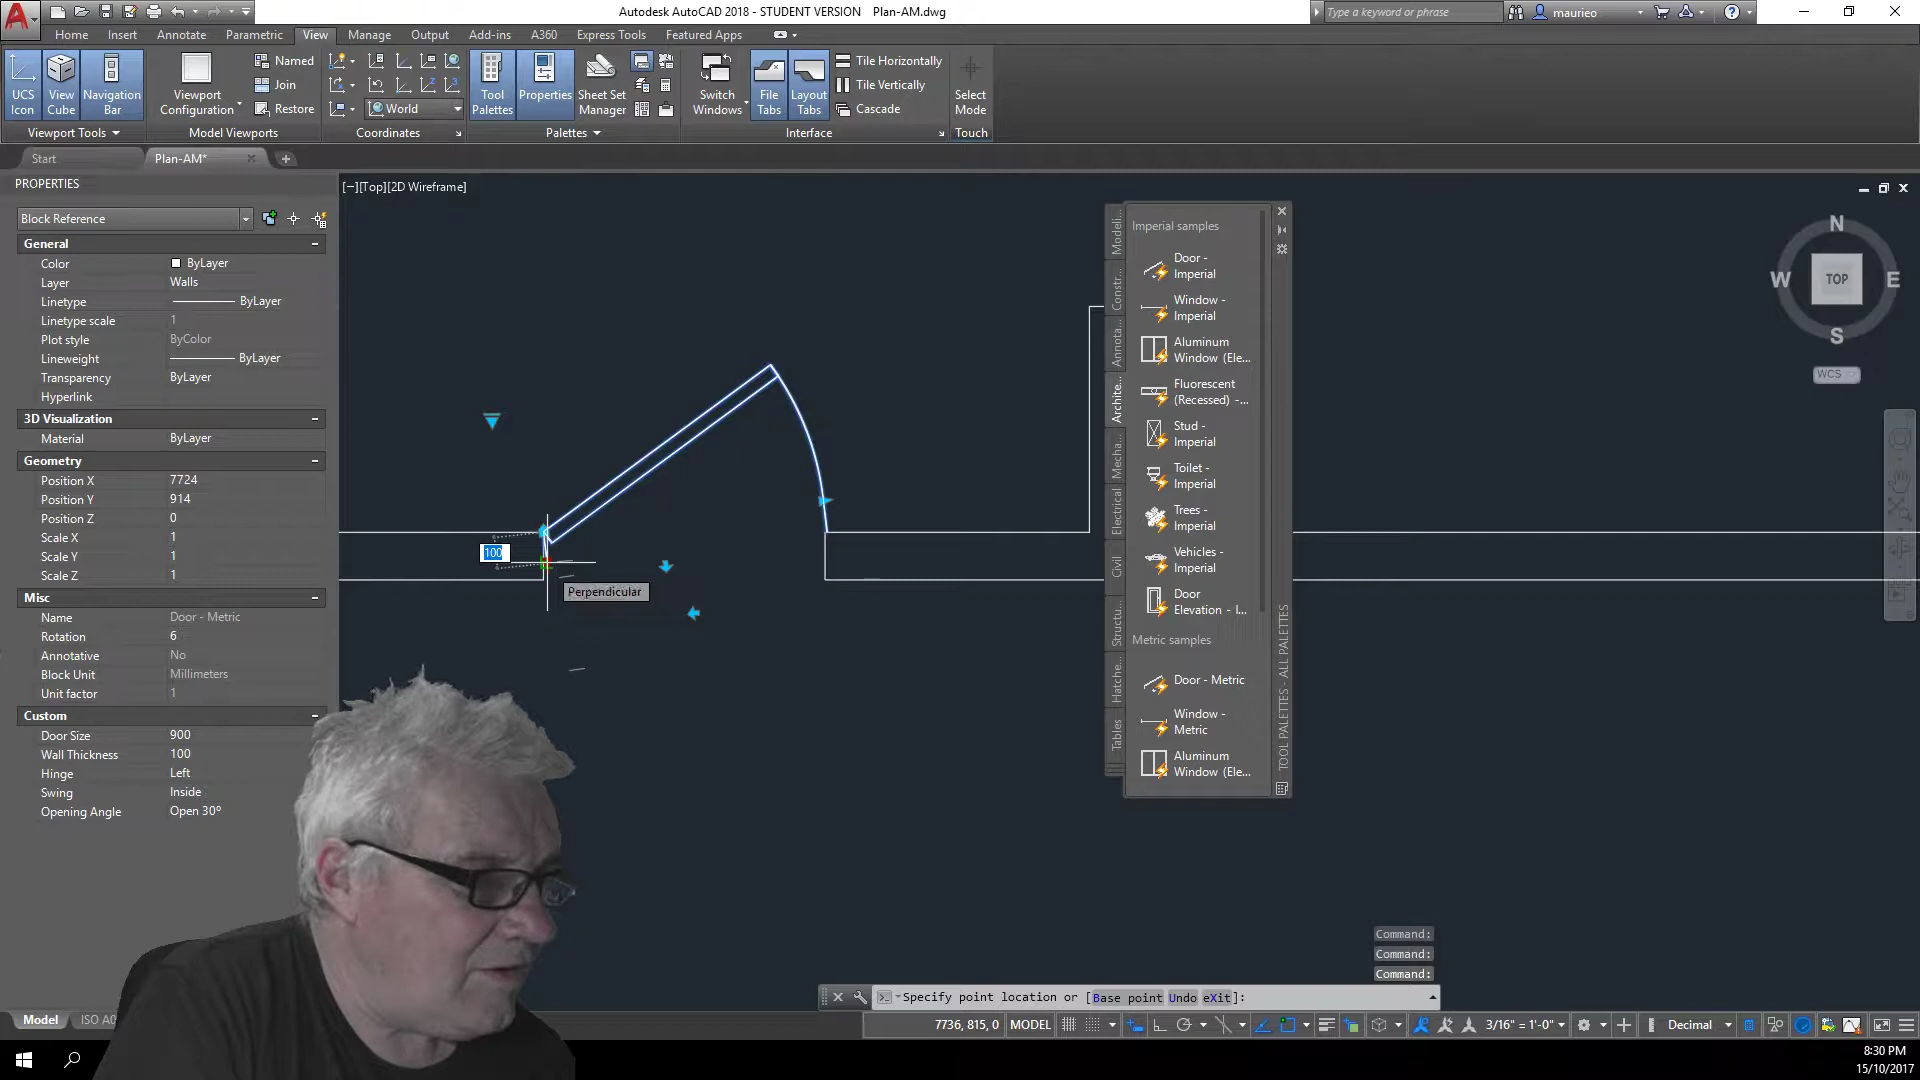 Autodesk AutoCAD 2018 - STUDENT VERSION Plan-AM.dwg
Type a keyword or phrase
maurieo
Home Insert Annotate Parametric View Manage Output Add-ins A360 Express Tools Featured Apps
UCS Icon
View Cube
Navigation Bar
Viewport Tools
Viewport Configuration
Named
Join
Restore
Model Viewports
World
Coordinates
Tool Palettes
Properties
Sheet Set Manager
Palettes
Switch Windows
File Tabs
Layout Tabs
Tile Horizontally
Tile Vertically
Cascade
Interface
Select Mode
Touch
Start
Plan-AM*
PROPERTIES
[−][Top][2D Wireframe]
Block Reference
General
Color ByLayer
Layer Walls
Linetype ByLayer
Linetype scale 1
Plot style ByColor
Lineweight ByLayer
Transparency ByLayer
Hyperlink
3D Visualization
Material ByLayer
Geometry
Position X 7724
Position Y 914
Position Z 0
Scale X 1
Scale Y 1
Scale Z 1
Misc
Name Door - Metric
Rotation 6
Annotative No
Block Unit Millimeters
Unit factor 1
Custom
Door Size 900
Wall Thickness 100
Hinge Left
Swing Inside
Opening Angle Open 30º
100
Perpendicular
Modeli...
Constr...
Annota...
Archite...
Mecha...
Electrical
Civil
Structu...
Hatche...
Tables
Imperial samples
Door - Imperial
Window - Imperial
Aluminum Window (Ele...
Fluorescent (Recessed) -...
Stud - Imperial
Toilet - Imperial
Trees - Imperial
Vehicles - Imperial
Door Elevation - I...
Metric samples
Door - Metric
Window - Metric
Aluminum Window (Ele...
TOOL PALETTES - ALL PALETTES
N
W TOP E
S
WCS
Command:
Command:
Command:
Specify point location or [Base point Undo eXit]:
Model ISO A0
7736, 815, 0 MODEL
3/16" = 1'-0"
Decimal
8:30 PM
15/10/2017